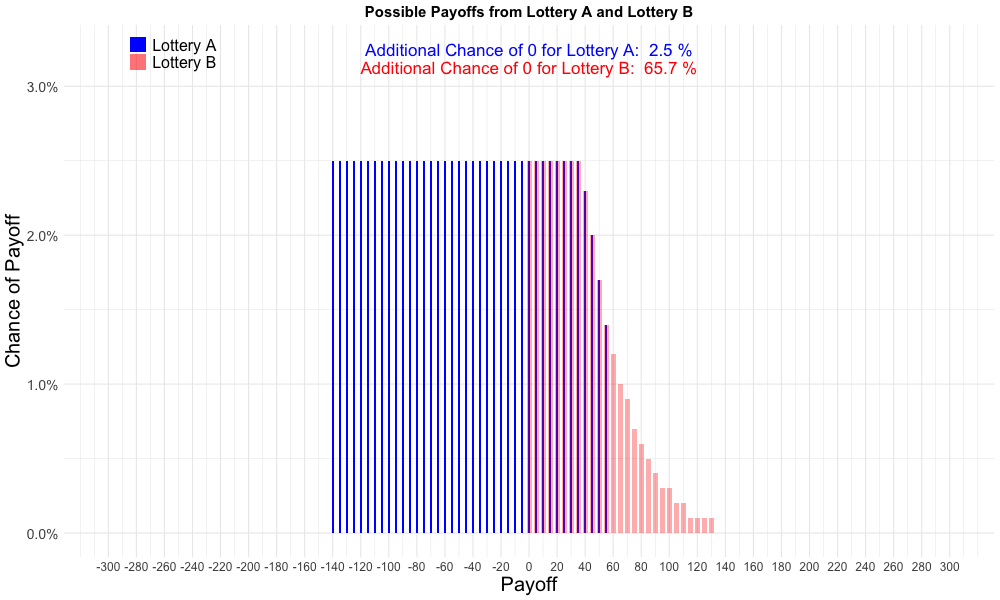 Possible Payoffs from Lottery A and Lottery B
Lottery A
Lottery B
Additional Chance of 0 for Lottery A:  2.5 %
Additional Chance of 0 for Lottery B:  65.7 %
Chance of Payoff
3.0%
2.0%
1.0%
0.0%
-300 -280 -260 -240 -220 -200 -180 -160 -140 -120 -100 -80 -60 -40 -20 0 20 40 60 80 100 120 140 160 180 200 220 240 260 280 300
Payoff